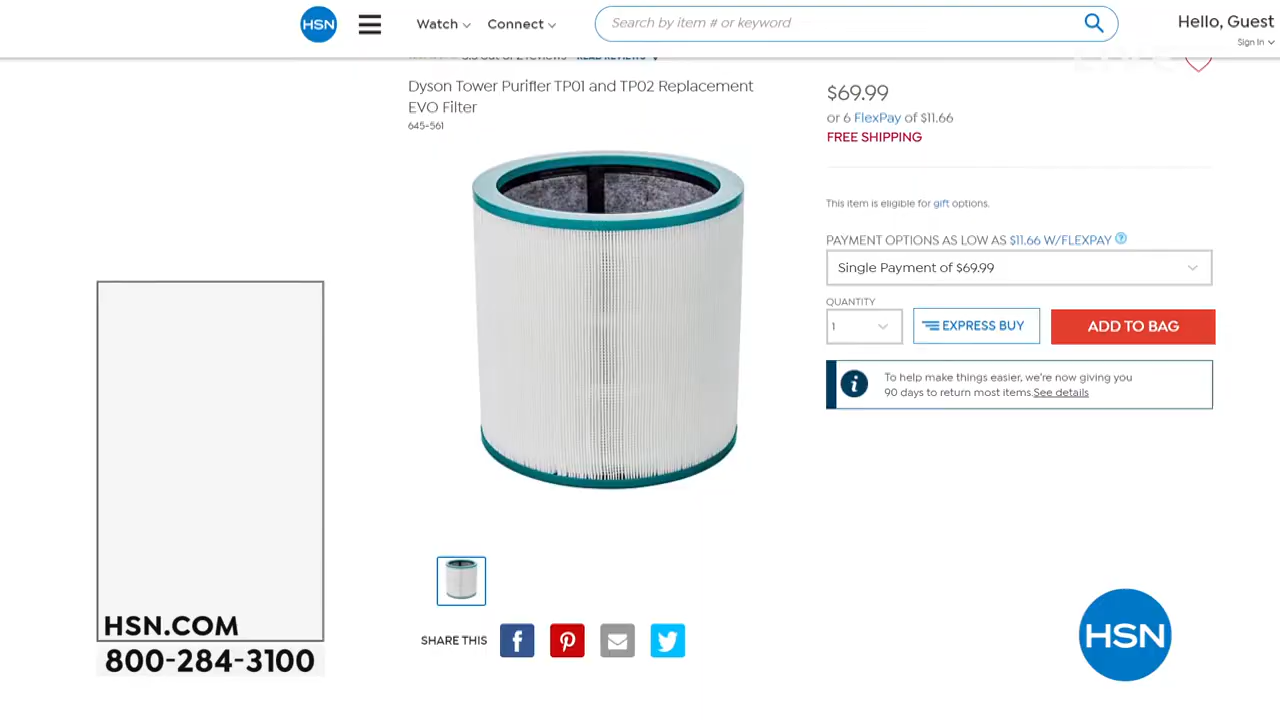 HSN
Watch
Connect
Search by item # or keyword
Hello, Guest
Sign In
Dyson Tower Purifier TP01 and TP02 Replacement
EVO Filter
645-561
$69.99
or 6 FlexPay of $11.66
FREE SHIPPING
This item is eligible for gift options.
PAYMENT OPTIONS AS LOW AS $11.66 W/FLEXPAY ?
Single Payment of $69.99
QUANTITY
1
EXPRESS BUY
ADD TO BAG
i
To help make things easier, we're now giving you
90 days to return most items.See details
SHARE THIS
HSN.COM
800-284-3100
HSN